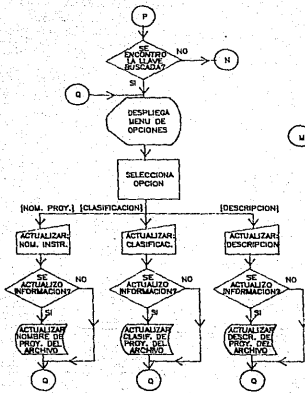 P
SE
ENCONTRO
LA LLAVE
BUSCADA?
NO
N
SI
Q
DESPLIEGA
MENU DE
OPCIONES
M
SELECCIONA
OPCION
[NOM. PROY.] [CLASIFICACION] [DESCRIPCION]
ACTUALIZAR: ACTUALIZAR: ACTUALIZAR:
NOM. INSTR. CLASIFICAC. DESCRIPCION
SE NO SE NO SE NO
ACTUALIZO ACTUALIZO ACTUALIZO
INFORMACION? INFORMACION? INFORMACION?
SI SI SI
ACTUALIZAR ACTUALIZAR ACTUALIZAR
NOMBRE DE CLASIF. DE DESCR. DE
PROY. DEL PROY. DEL PROY. DEL
ARCHIVO ARCHIVO ARCHIVO
Q Q Q